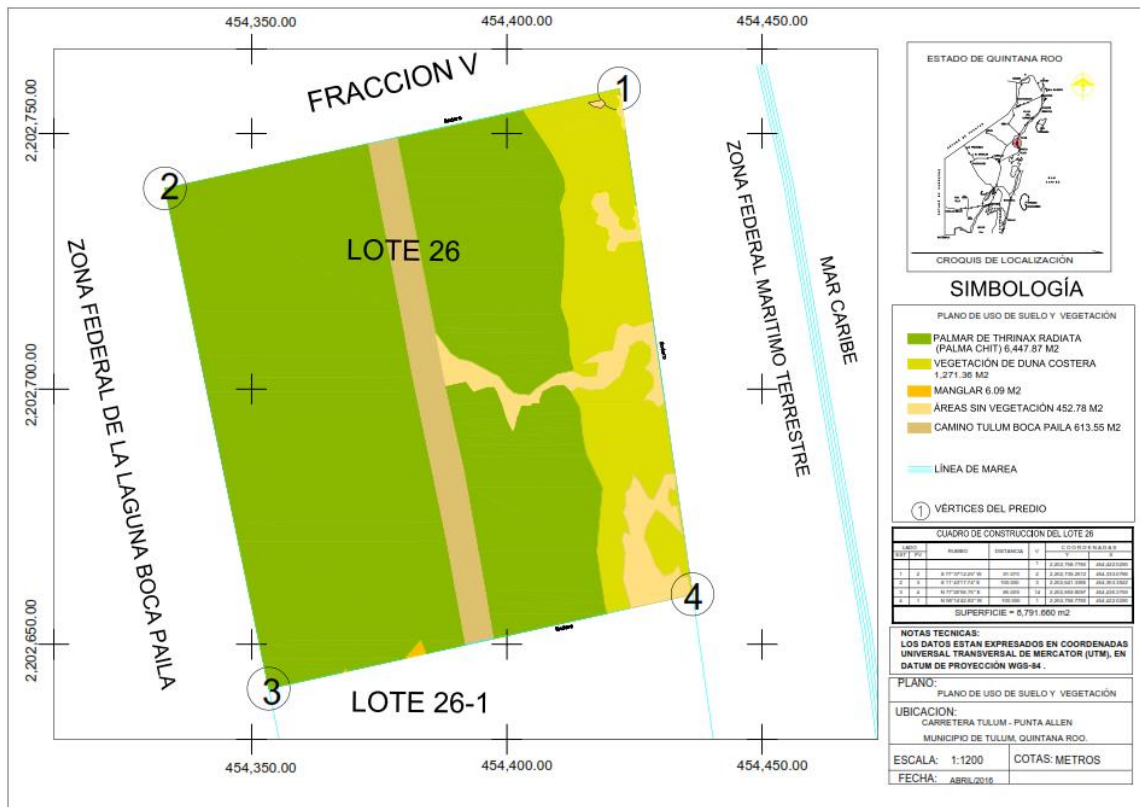 454,350.00
454,400.00
454,450.00
2,202,750.00
2,202,700.00
2,202,650.00
FRACCION V
1
2
LOTE 26
ZONA FEDERAL DE LA LAGUNA BOCA PAILA
ZONA FEDERAL MARITIMO TERRESTRE
MAR CARIBE
4
3
LOTE 26-1
454,350.00
454,400.00
454,450.00
ESTADO DE QUINTANA ROO
CROQUIS DE LOCALIZACIÓN
SIMBOLOGÍA
PLANO DE USO DE SUELO Y VEGETACIÓN
PALMAR DE THRINAX RADIATA
(PALMA CHIT) 6,447.87 M2
VEGETACIÓN DE DUNA COSTERA
1,271.36 M2
MANGLAR 6.09 M2
ÁREAS SIN VEGETACIÓN 452.78 M2
CAMINO TULUM BOCA PAILA 613.55 M2
LÍNEA DE MAREA
1 VÉRTICES DEL PREDIO
CUADRO DE CONSTRUCCION DEL LOTE 26
LADO
EST PV
RUMBO
DISTANCIA
V
COORDENADAS
Y X
SUPERFICIE = 8,791.660 m2
NOTAS TECNICAS:
LOS DATOS ESTAN EXPRESADOS EN COORDENADAS
UNIVERSAL TRANSVERSAL DE MERCATOR (UTM), EN
DATUM DE PROYECCIÓN WGS-84 .
PLANO:
PLANO DE USO DE SUELO Y VEGETACIÓN
UBICACION:
CARRETERA TULUM - PUNTA ALLEN
MUNICIPIO DE TULUM, QUINTANA ROO.
ESCALA: 1:1200
COTAS: METROS
FECHA: ABRIL/2016